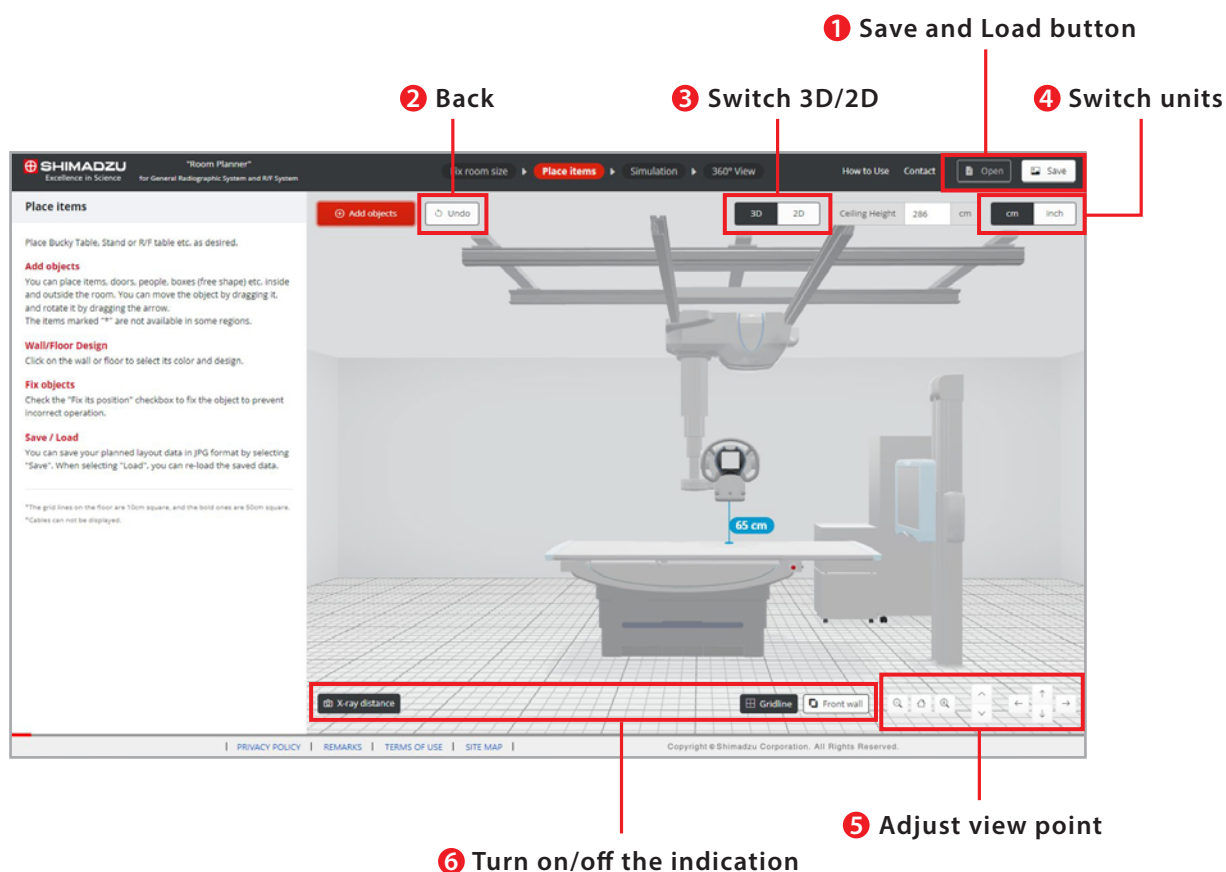 1 Save and Load button
2 Back
3 Switch 3D/2D
4 Switch units
SHIMADZU
Excellence in Science
"Room Planner"
for General Radiographic System and R/F System
Fix room size
Place items
Simulation
360° View
How to Use
Contact
Open
Save
Place items
Add objects
Undo
3D
2D
Ceiling Height
286
cm
cm
inch
Place Bucky Table, Stand or R/F table etc. as desired.
Add objects
You can place items, doors, people, boxes (free shape) etc. inside
and outside the room. You can move the object by dragging it,
and rotate it by dragging the arrow.
The items marked "*" are not available in some regions.
Wall/Floor Design
Click on the wall or floor to select its color and design.
Fix objects
Check the "Fix its position" checkbox to fix the object to prevent
incorrect operation.
Save / Load
You can save your planned layout data in JPG format by selecting
"Save". When selecting "Load", you can re-load the saved data.
*The grid lines on the floor are 10cm square, and the bold ones are 50cm square.
*Cables can not be displayed.
65 cm
X-ray distance
Gridline
Front wall
| PRIVACY POLICY | REMARKS | TERMS OF USE | SITE MAP |
Copyright © Shimadzu Corporation. All Rights Reserved.
5 Adjust view point
6 Turn on/off the indication